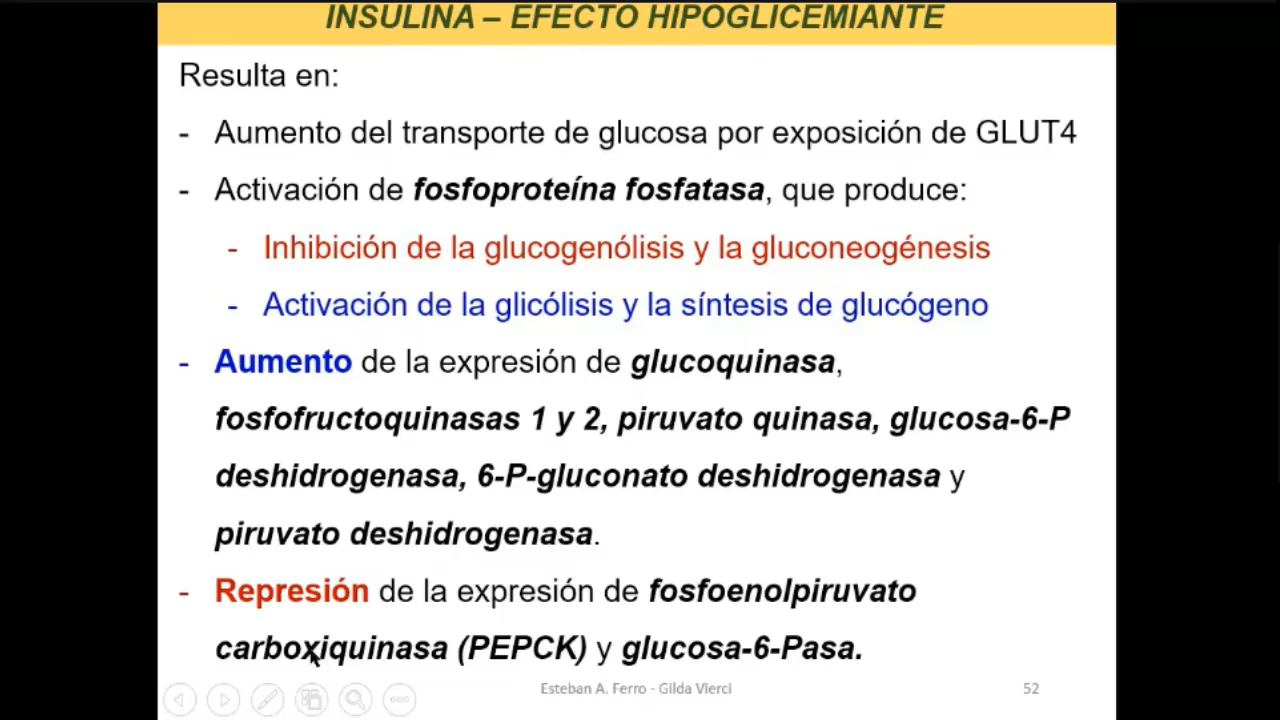 INSULINA – EFECTO HIPOGLICEMIANTE
Resulta en:
- Aumento del transporte de glucosa por exposición de GLUT4
- Activación de fosfoproteína fosfatasa, que produce:
- Inhibición de la glucogenólisis y la gluconeogénesis
- Activación de la glicólisis y la síntesis de glucógeno
- Aumento de la expresión de glucoquinasa,
fosfofructoquinasas 1 y 2, piruvato quinasa, glucosa-6-P
deshidrogenasa, 6-P-gluconato deshidrogenasa y
piruvato deshidrogenasa.
- Represión de la expresión de fosfoenolpiruvato
carboxiquinasa (PEPCK) y glucosa-6-Pasa.
Esteban A. Ferro - Gilda Vierci 52